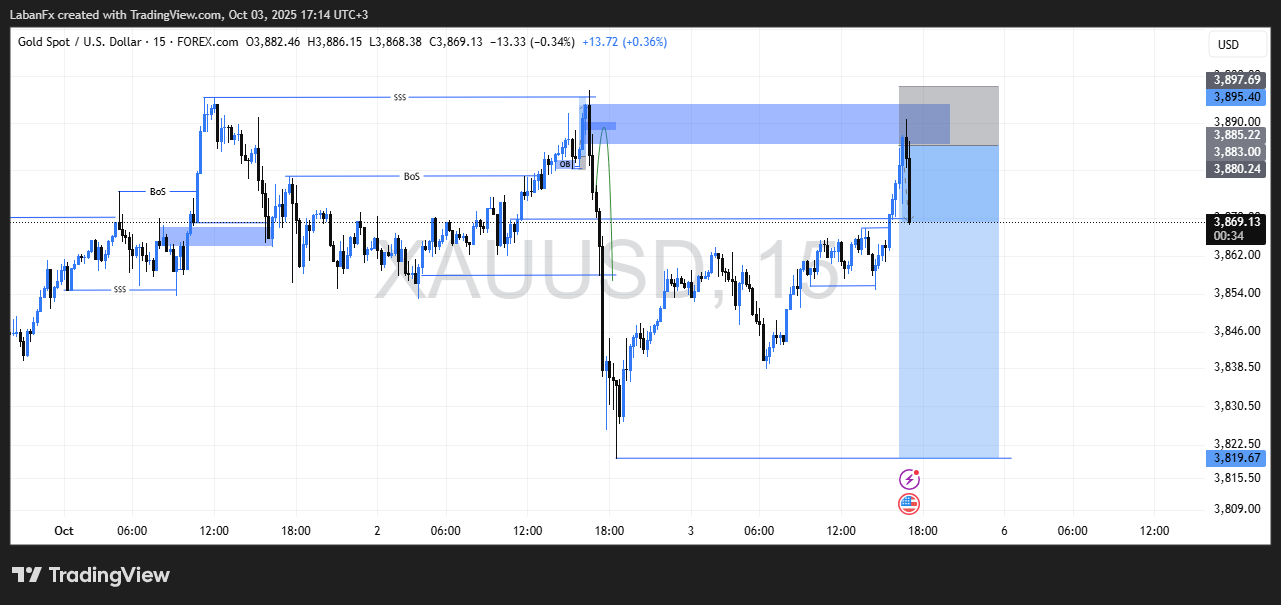 LabanFx created with TradingView.com, Oct 03, 2025 17:14 UTC+3
Gold Spot / U.S. Dollar · 15 · FOREX.com O3,882.46 H3,886.15 L3,868.38 C3,869.13 −13.33 (−0.34%) +13.72 (+0.36%)
USD
3,897.69
3,895.40
3,890.00
3,885.22
3,883.00
3,880.24
3,869.13
00:34
3,862.00
3,854.00
3,846.00
3,838.50
3,830.50
3,822.50
3,819.67
3,815.50
3,809.00
$$$
BoS
BoS
OB
$$$
XAUUSD, 15
Oct 06:00 12:00 18:00 2 06:00 12:00 18:00 3 06:00 12:00 18:00 6 06:00 12:00
TradingView